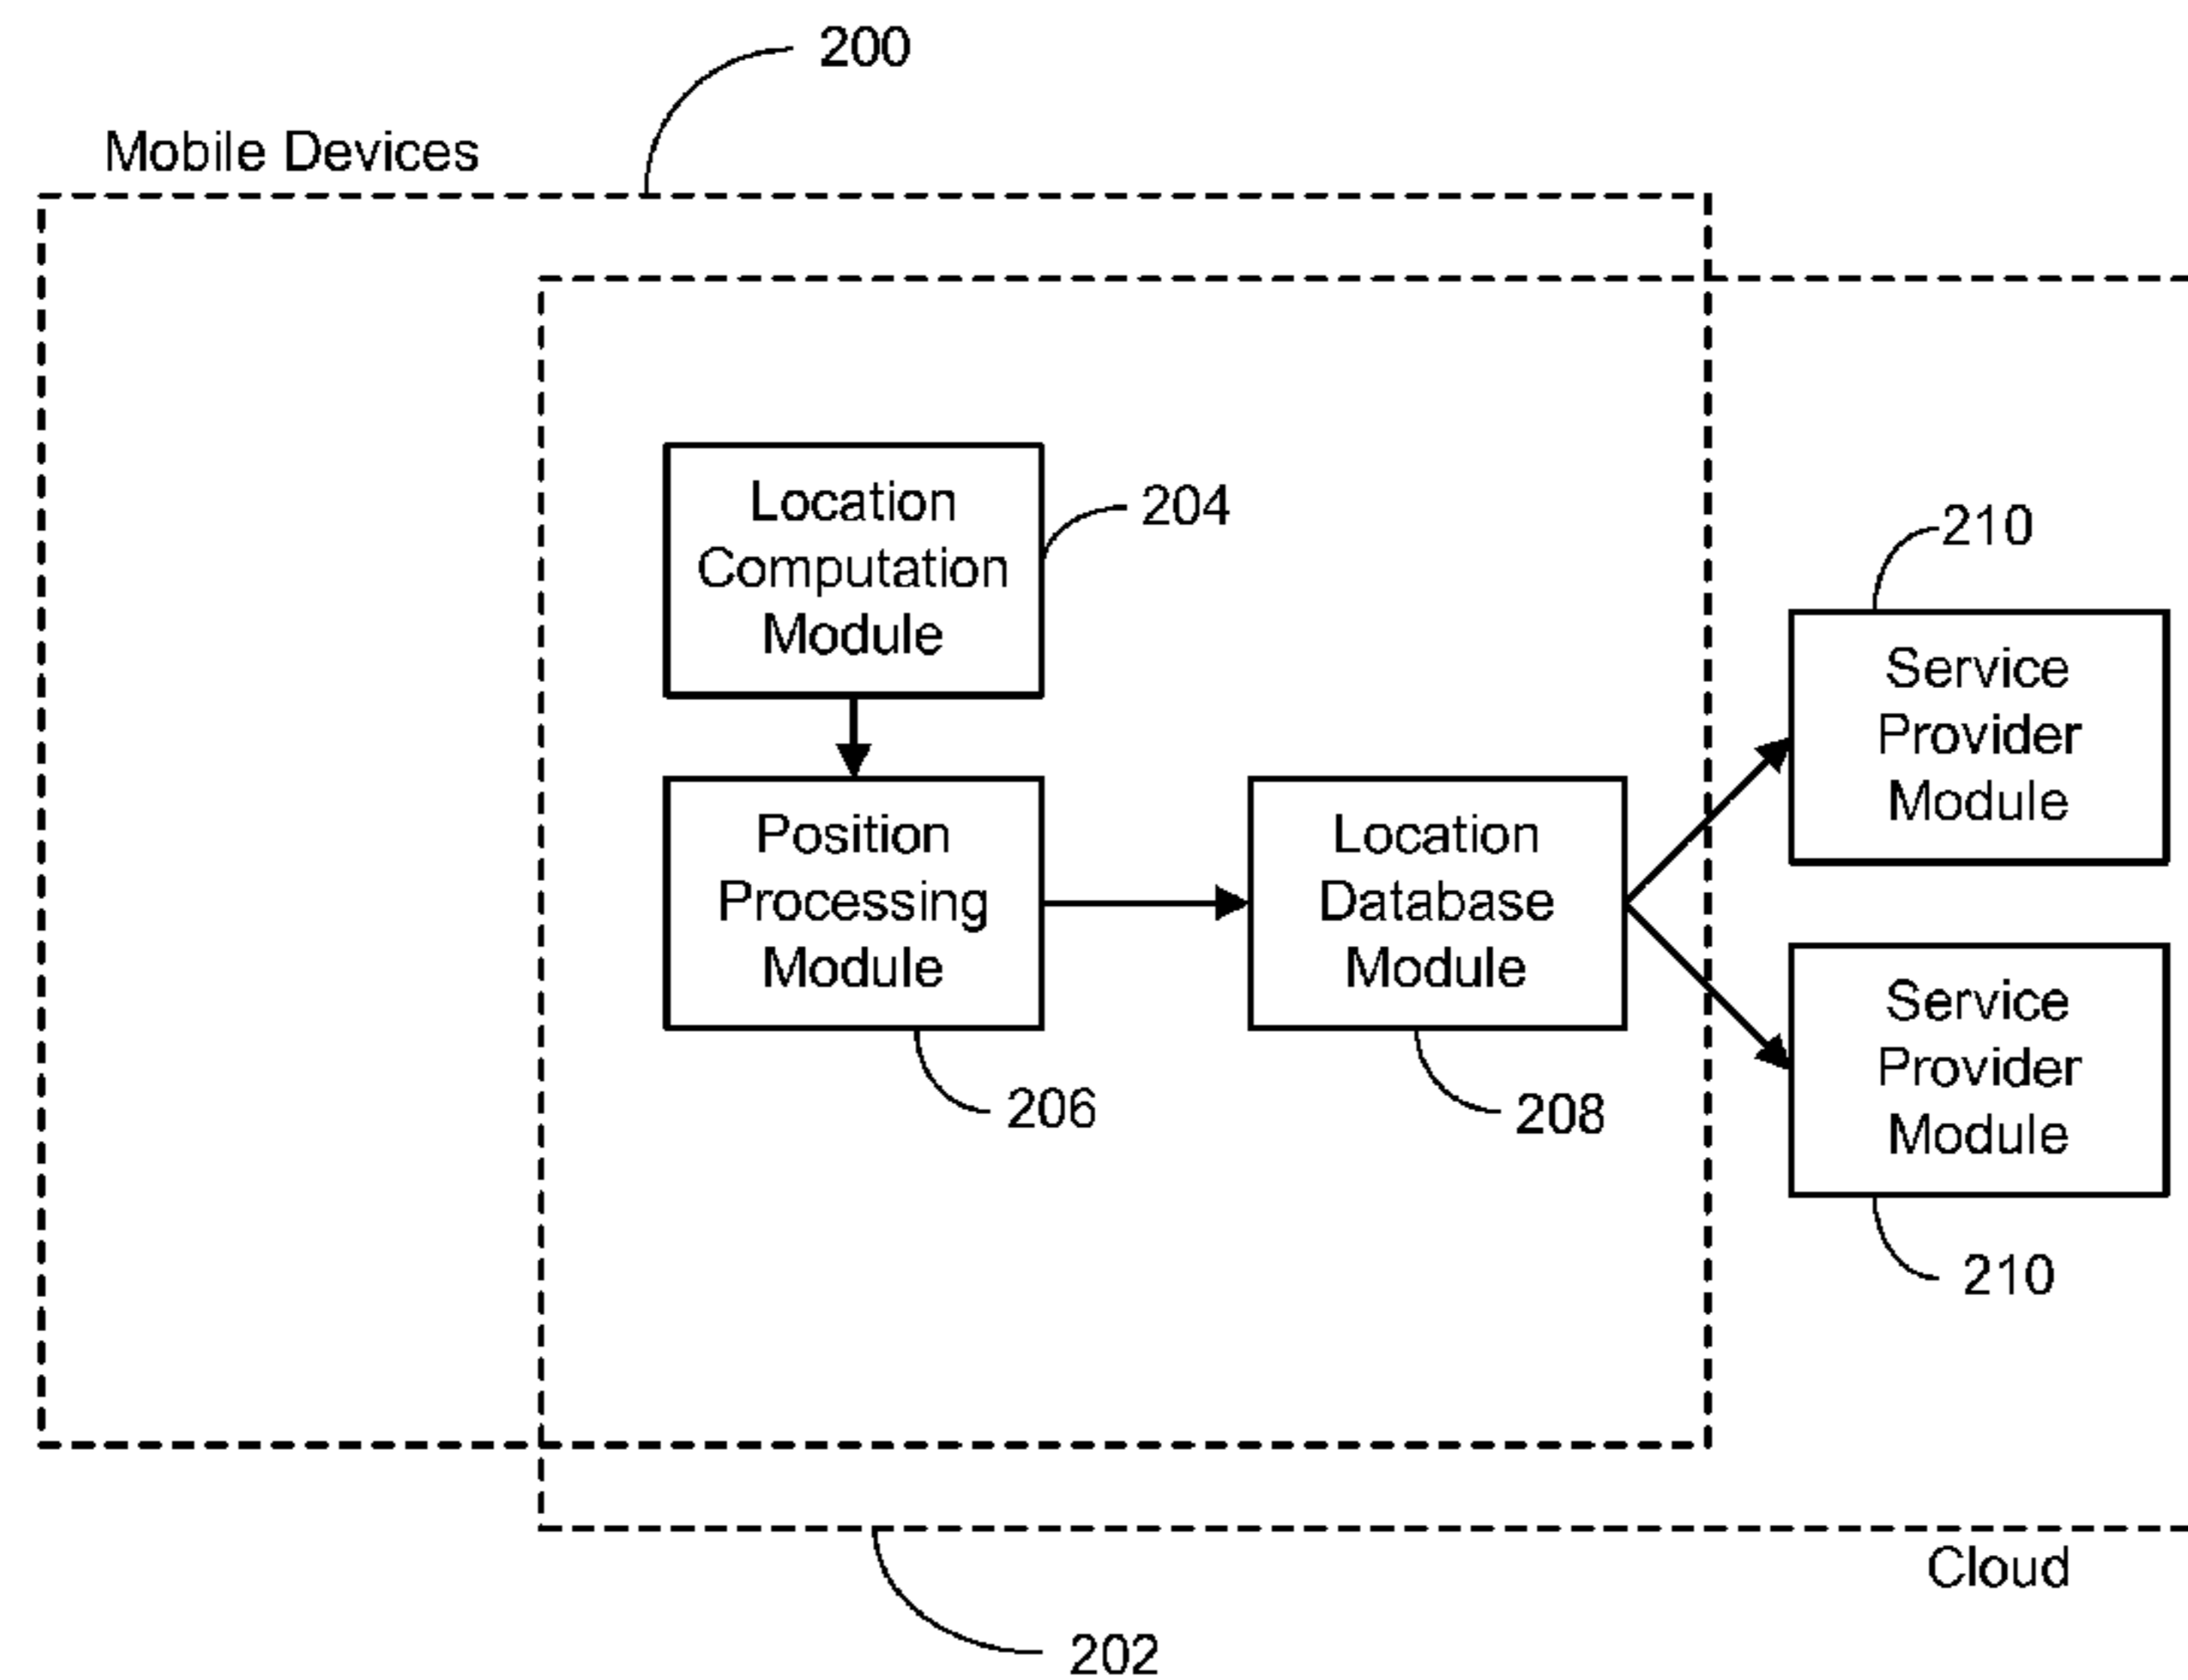 200
Mobile Devices
Location
Computation
Module
204
210
Service
Provider
Module
Position
Processing
Module
206
Location
Database
Module
208
Service
Provider
Module
210
Cloud
202